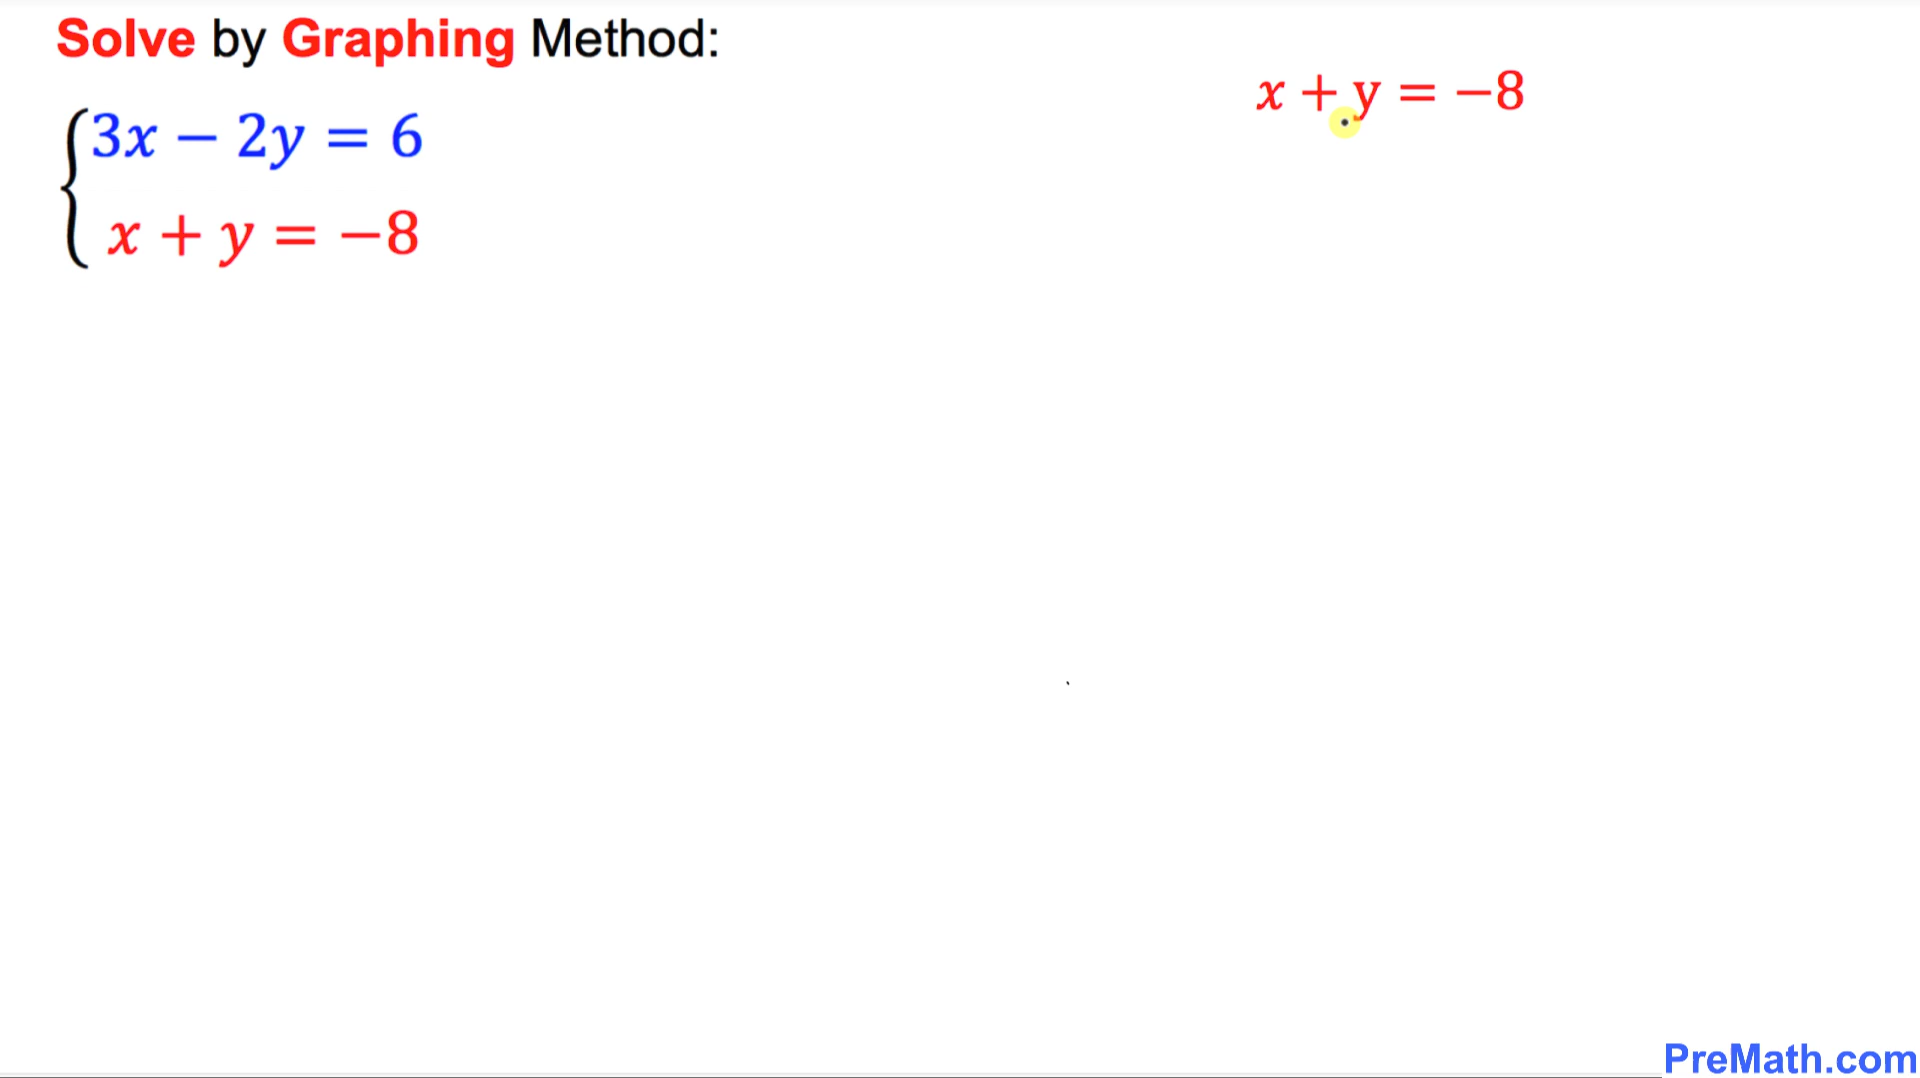 Solve by Graphing Method:
3x − 2y = 6
x + y = −8
x + y = −8
PreMath.com